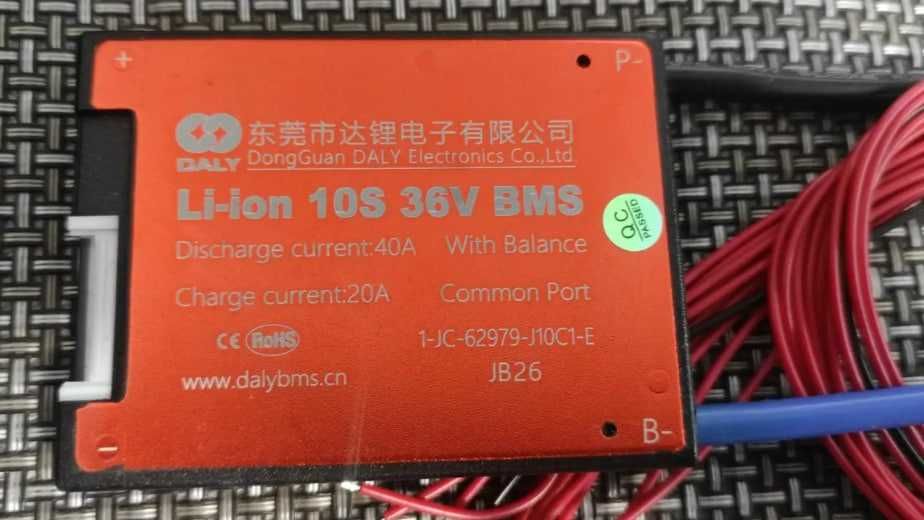 + P-
东莞市达锂电子有限公司
DALY DongGuan DALY Electronics Co.,Ltd
Li-ion 10S 36V BMS
QC PASSED
Discharge current:40A With Balance
Charge current:20A Common Port
CE RoHS 1-JC-62979-J10C1-E
www.dalybms.cn JB26
- B-